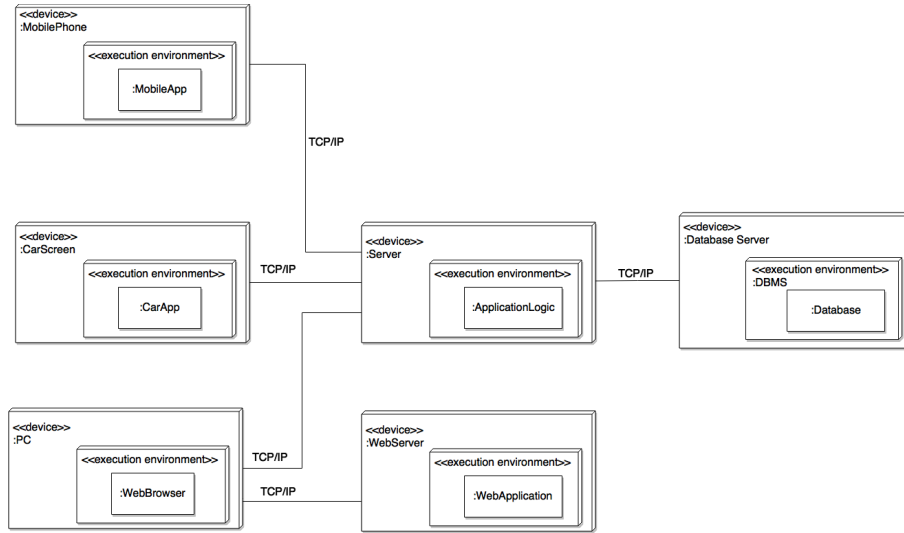 <<device>>
:MobilePhone
<<execution environment>>
:MobileApp
TCP/IP
<<device>>
:CarScreen
<<execution environment>>
:CarApp
TCP/IP
<<device>>
:Server
<<execution environment>>
:ApplicationLogic
TCP/IP
<<device>>
:Database Server
<<execution environment>>
:DBMS
:Database
<<device>>
:PC
<<execution environment>>
:WebBrowser
TCP/IP
TCP/IP
<<device>>
:WebServer
<<execution environment>>
:WebApplication